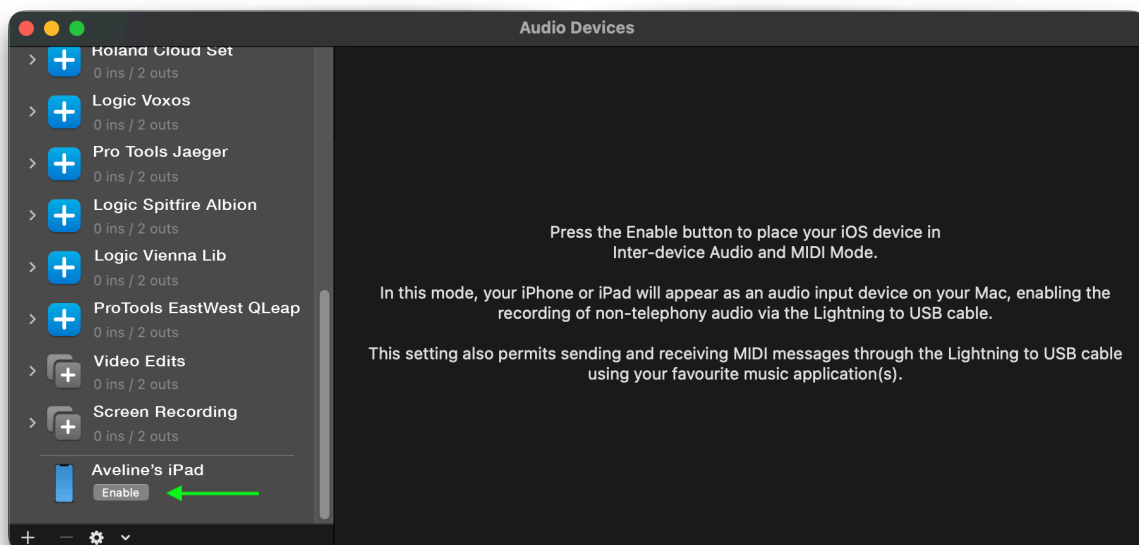 Audio Devices
Roland Cloud Set
0 ins / 2 outs
Logic Voxos
0 ins / 2 outs
Pro Tools Jaeger
0 ins / 2 outs
Logic Spitfire Albion
0 ins / 2 outs
Logic Vienna Lib
0 ins / 2 outs
ProTools EastWest QLeap
0 ins / 2 outs
Video Edits
0 ins / 2 outs
Screen Recording
0 ins / 2 outs
Aveline's iPad
Enable
Press the Enable button to place your iOS device in
Inter-device Audio and MIDI Mode.
In this mode, your iPhone or iPad will appear as an audio input device on your Mac, enabling the
recording of non-telephony audio via the Lightning to USB cable.
This setting also permits sending and receiving MIDI messages through the Lightning to USB cable
using your favourite music application(s).